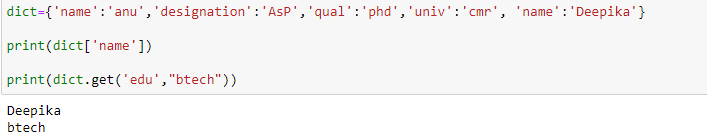 dict={'name':'anu','designation':'AsP','qual':'phd','univ':'cmr', 'name':'Deepika'}
print(dict['name'])
print(dict.get('edu',"btech"))
Deepika
btech